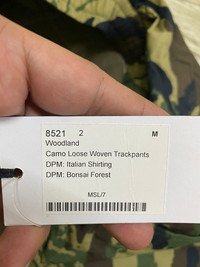 8521 2 M
Woodland
Camo Loose Woven Trackpants
DPM: Italian Shirting
DPM: Bonsai Forest
MSL/7